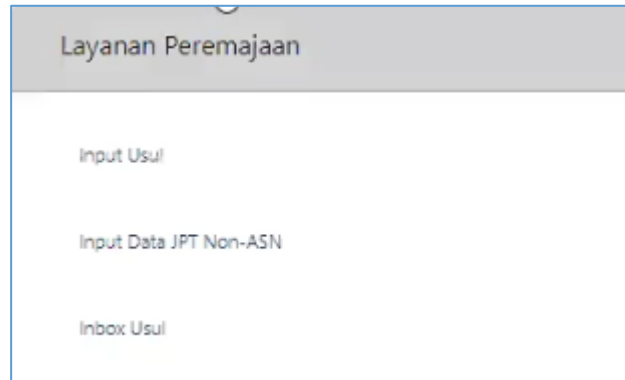 Layanan Peremajaan
Input Usul
Input Data JPT Non-ASN
Inbox Usul